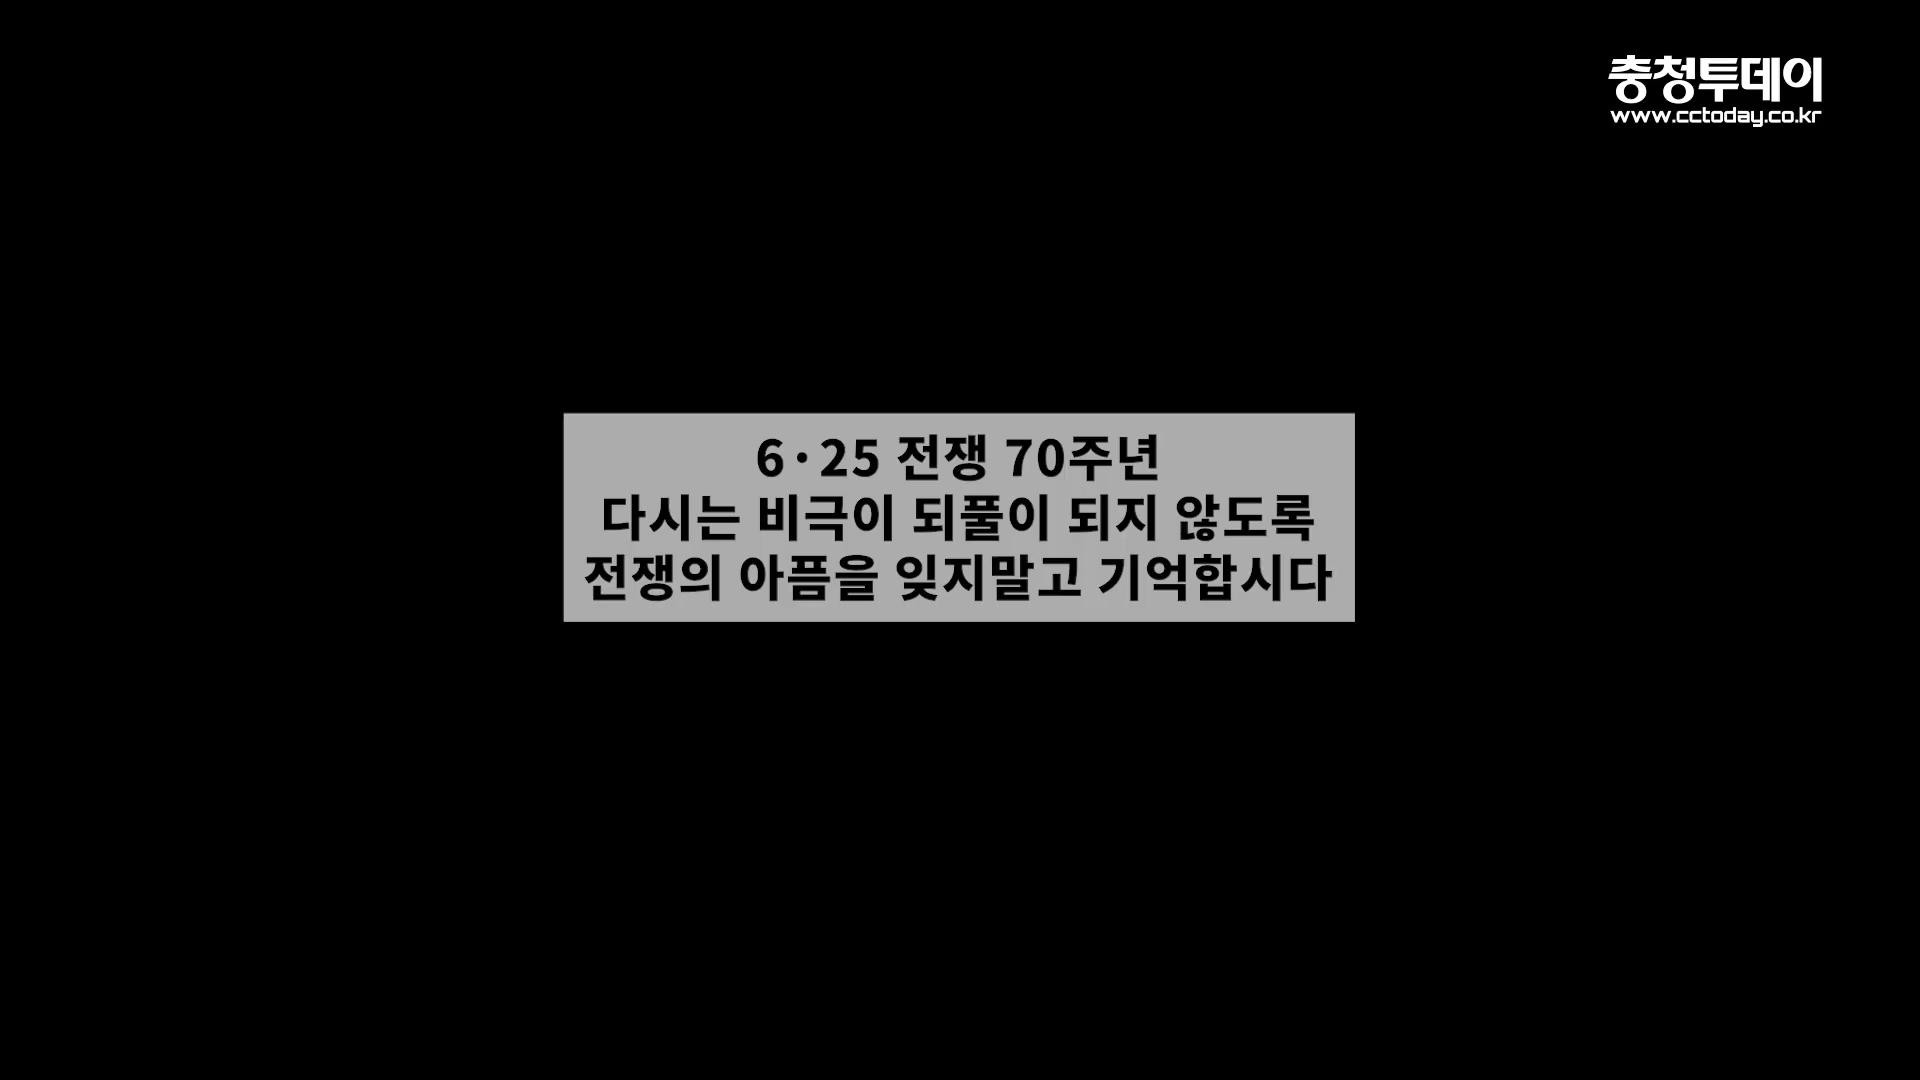 충청투데이
www.cctoday.co.kr
6·25 전쟁 70주년
다시는 비극이 되풀이 되지 않도록
전쟁의 아픔을 잊지말고 기억합시다